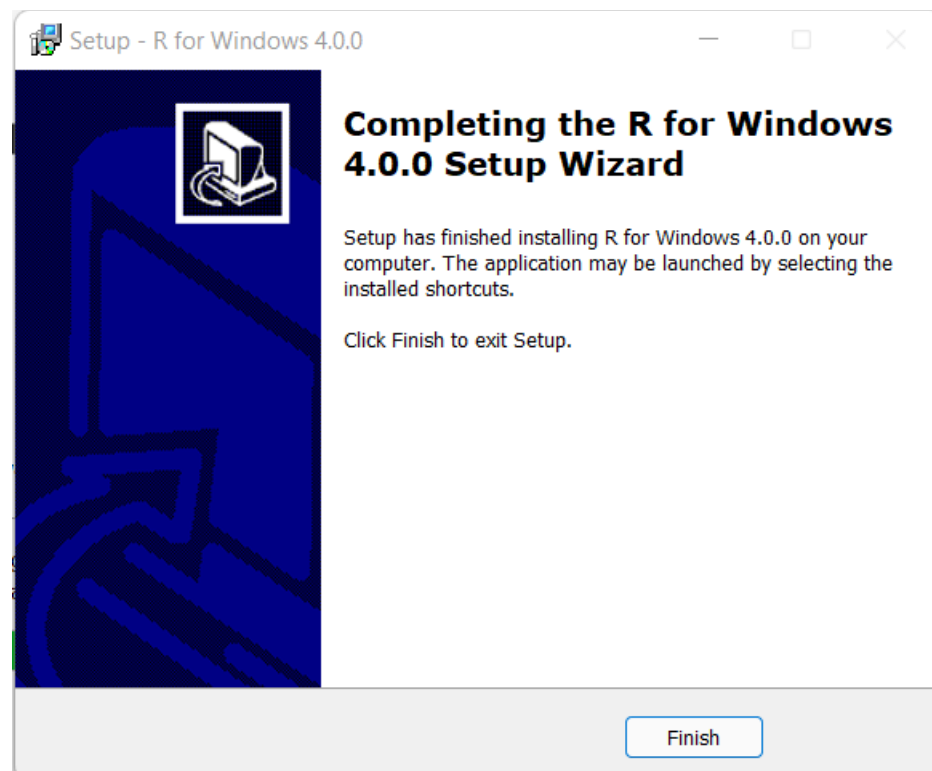 Setup - R for Windows 4.0.0
Completing the R for Windows
4.0.0 Setup Wizard
Setup has finished installing R for Windows 4.0.0 on your
computer. The application may be launched by selecting the
installed shortcuts.
Click Finish to exit Setup.
Finish